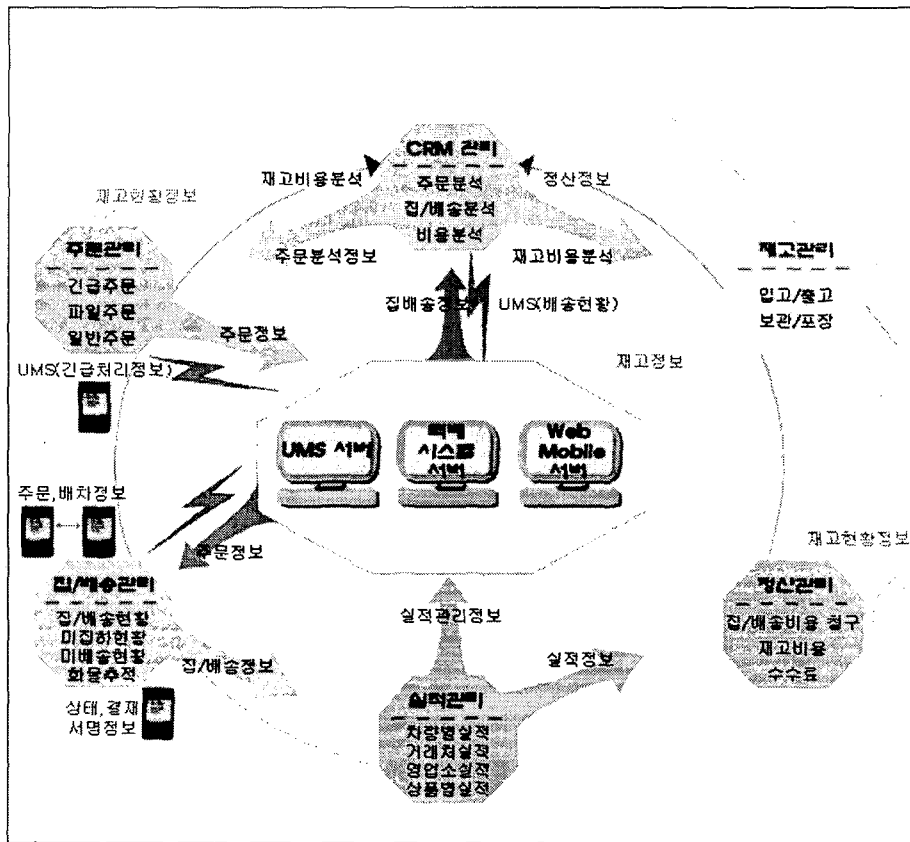 CRM 관리
주문분석
집/배송분석
비용분석
재고비용분석
정산정보
재고현황정보
주문분석정보
재고비용분석
주문관리
긴급주문
파일주문
일반주문
주문정보
UMS(긴급처리정보)
집배송정보
UMS(배송현황)
재고관리
입고/출고
보관/포장
재고정보
UMS 서버
택배
시스템
서버
Web
Mobile
서버
주문,배차정보
주문정보
재고현황정보
집/배송관리
집/배송현황
미집하현황
미배송현황
화물추적
집/배송정보
상태,결재
서명정보
실적관리정보
실적정보
정산관리
집/배송비용 청구
재고비용
수수료
실적관리
차량별실적
거래처실적
영업소실적
상품별실적